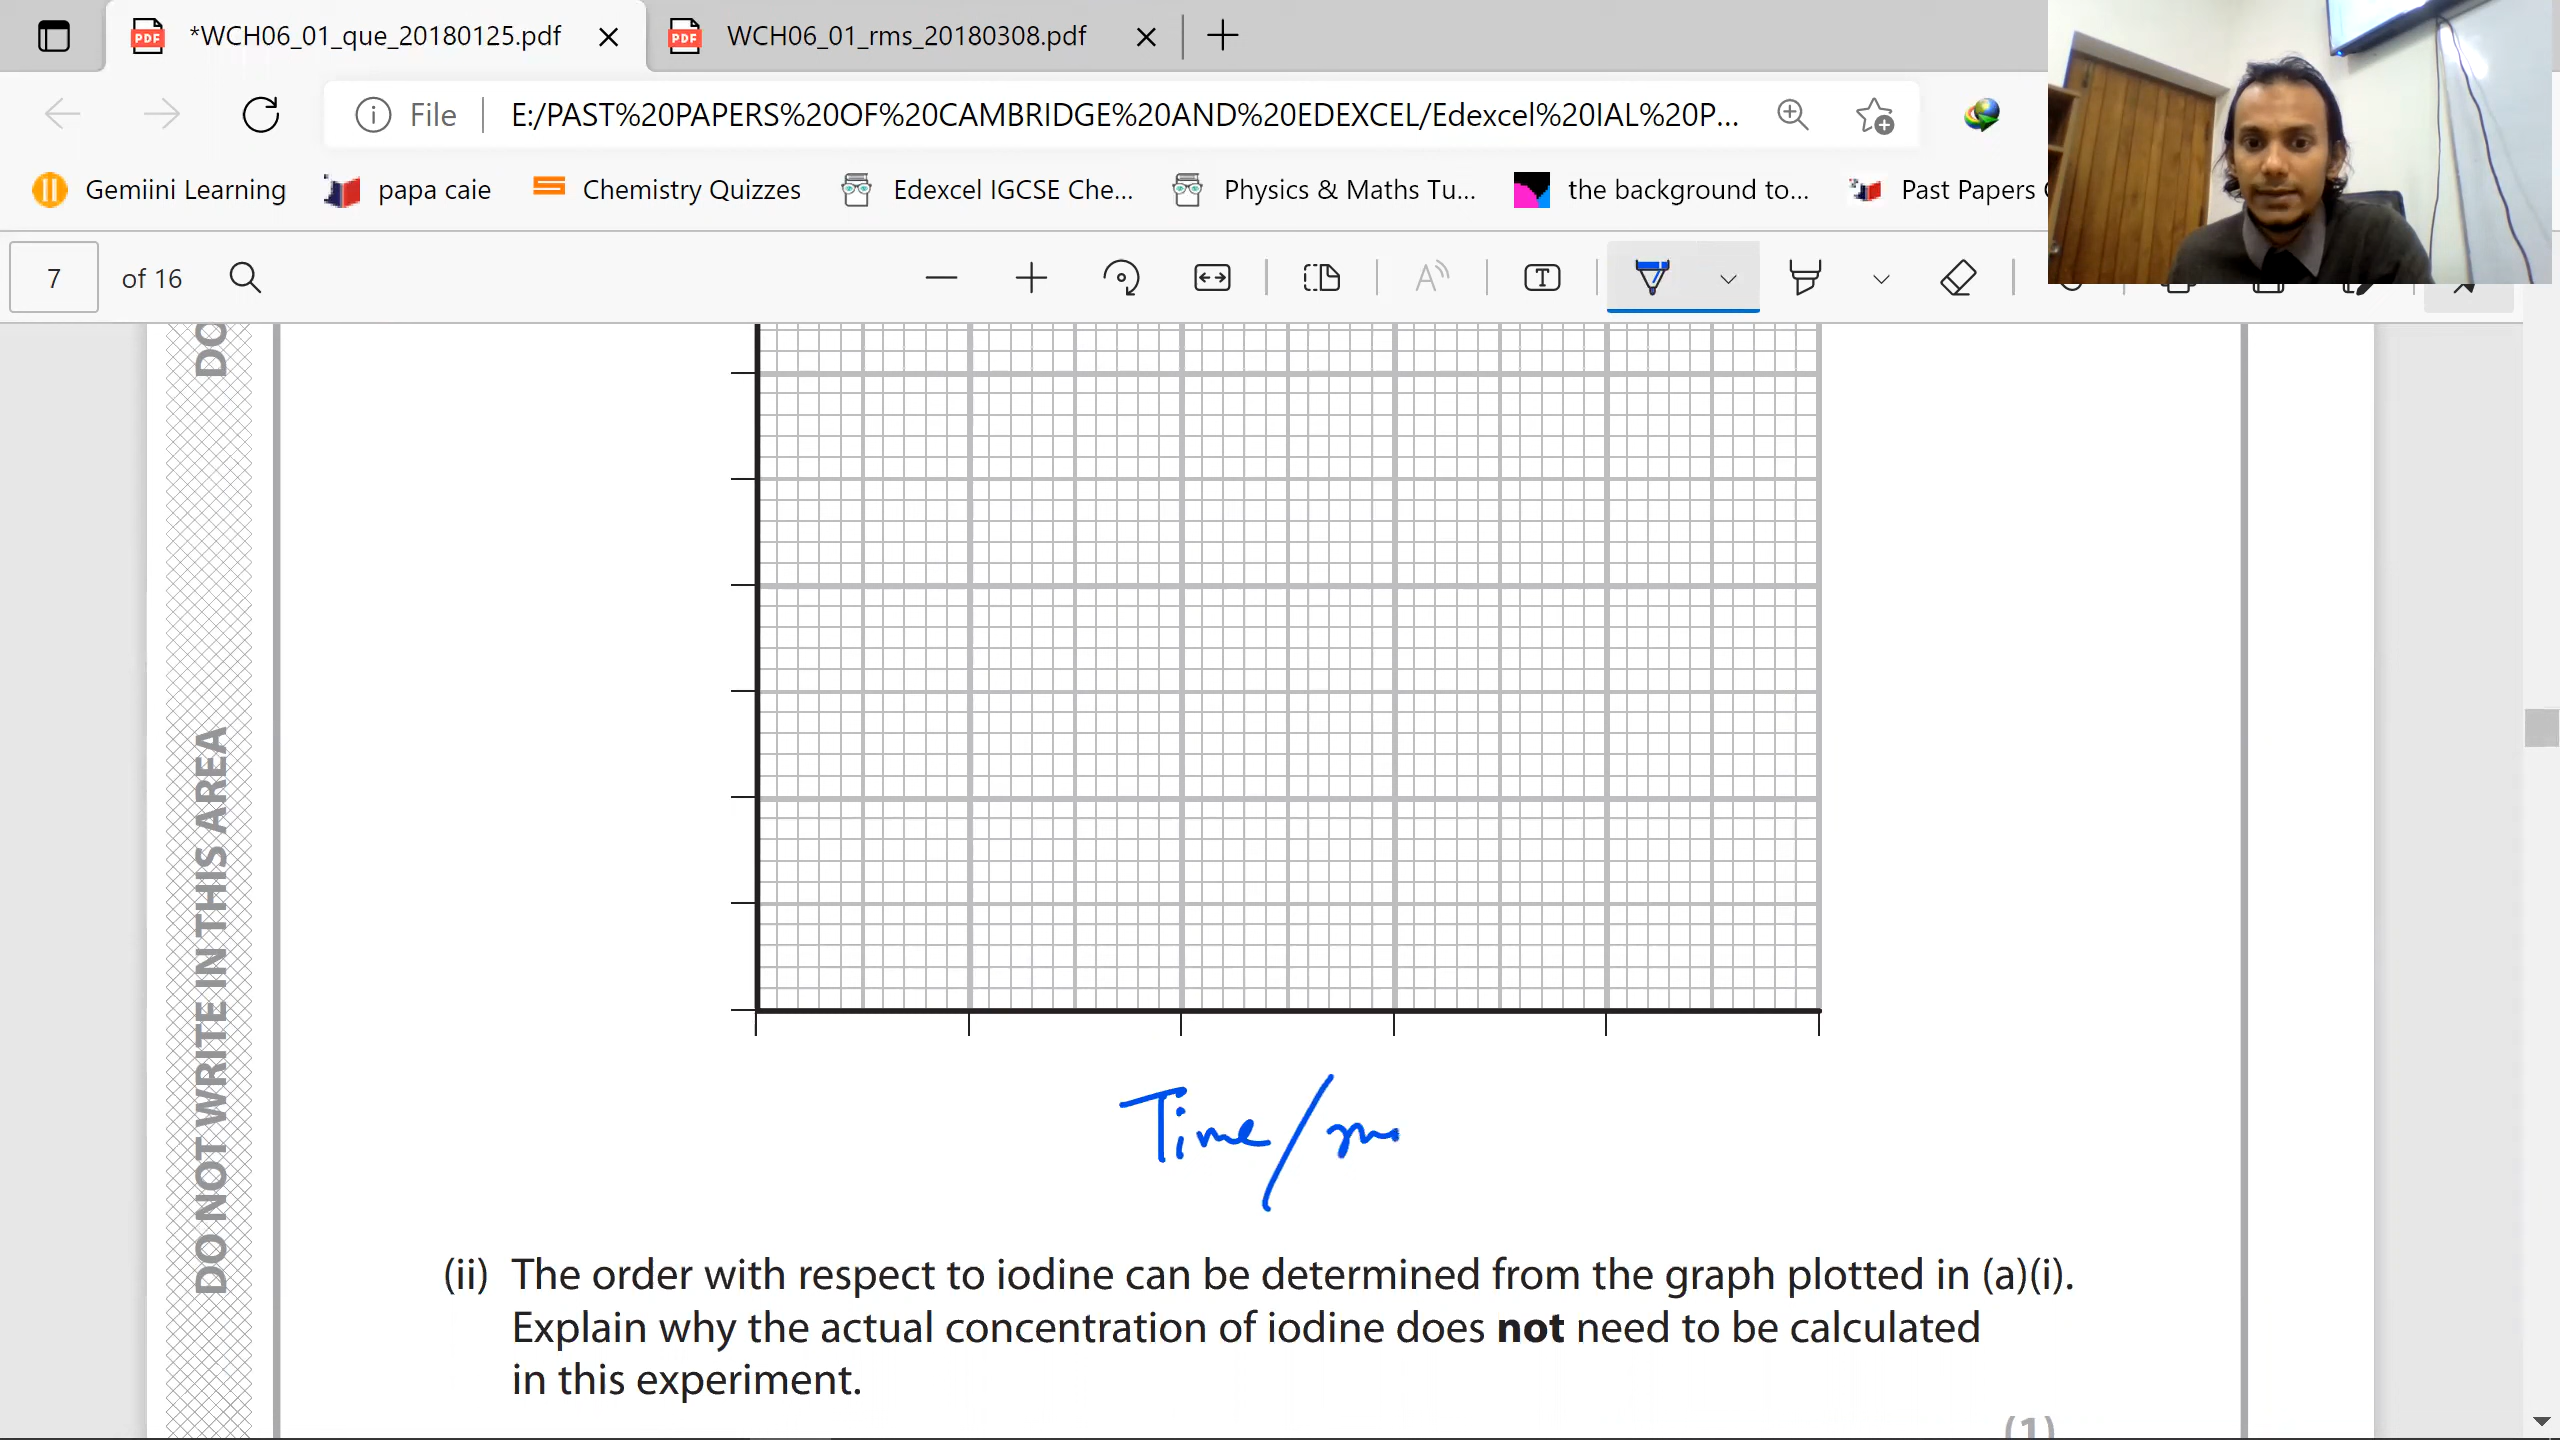 *WCH06_01_que_20180125.pdf
WCH06_01_rms_20180308.pdf
File
E:/PAST%20PAPERS%20OF%20CAMBRIDGE%20AND%20EDEXCEL/Edexcel%20IAL%20P...
Gemiini Learning
papa caie
Chemistry Quizzes
Edexcel IGCSE Che...
Physics & Maths Tu...
the background to...
Past Papers
7 of 16
DO
DO NOT WRITE IN THIS AREA
Time/m
(ii) The order with respect to iodine can be determined from the graph plotted in (a)(i).
Explain why the actual concentration of iodine does not need to be calculated
in this experiment.
(1)